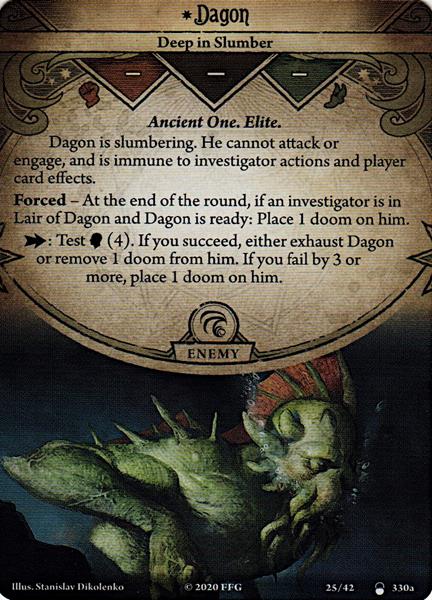 *Dagon
Deep in Slumber
– – –
Ancient One. Elite.
Dagon is slumbering. He cannot attack or
engage, and is immune to investigator actions and player
card effects.
Forced – At the end of the round, if an investigator is in
Lair of Dagon and Dagon is ready: Place 1 doom on him.
: Test (4). If you succeed, either exhaust Dagon
or remove 1 doom from him. If you fail by 3 or
more, place 1 doom on him.
ENEMY
Illus. Stanislav Dikolenko © 2020 FFG 25/42 330a